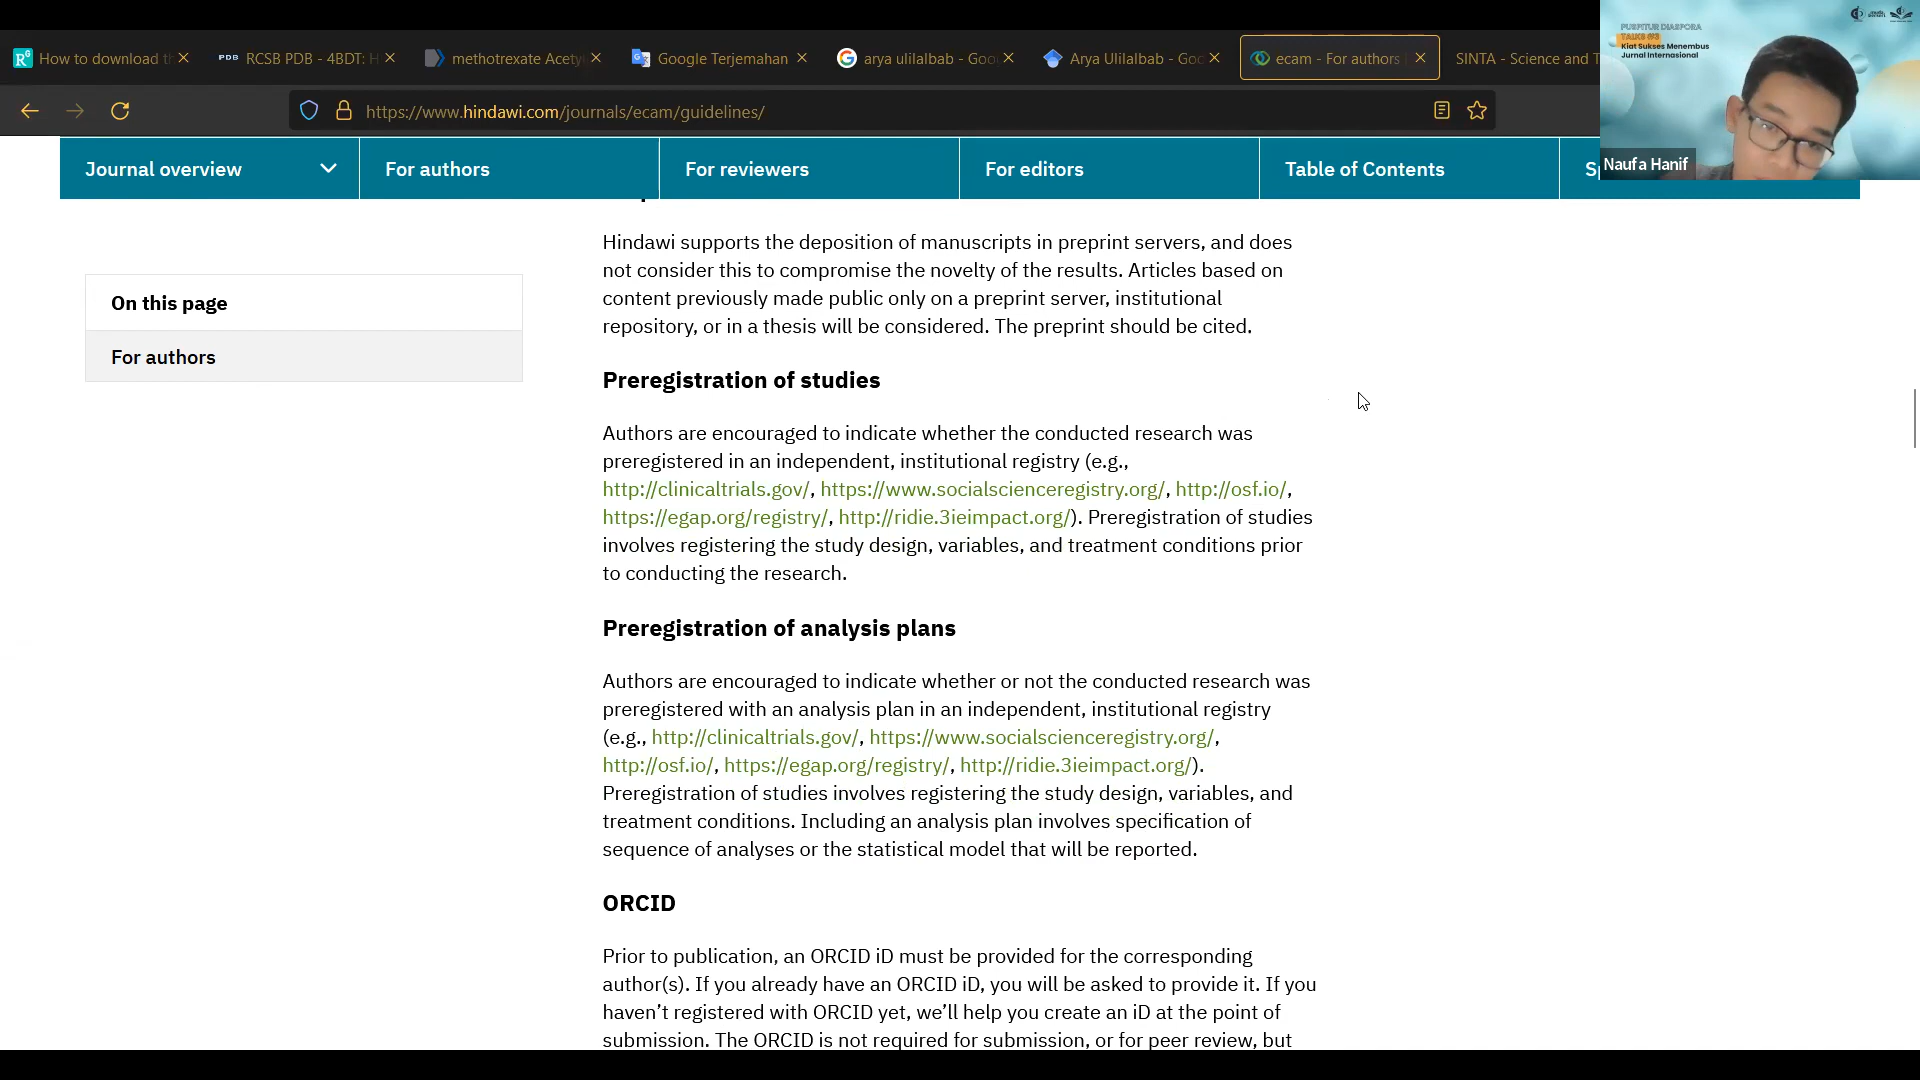 How to download th
RCSB PDB - 4BDT: H
methotrexate Acety
Google Terjemahan
arya ulilalbab - Goo
Arya Ulilalbab - Goo
ecam - For authors
SINTA - Science and T
https://www.hindawi.com/journals/ecam/guidelines/
PUSPITUR DIASPORA
TALKS #3
Kiat Sukses Menembus
Jurnal Internasional
Naufa Hanif
Journal overview
For authors
For reviewers
For editors
Table of Contents
On this page
For authors
Hindawi supports the deposition of manuscripts in preprint servers, and does
not consider this to compromise the novelty of the results. Articles based on
content previously made public only on a preprint server, institutional
repository, or in a thesis will be considered. The preprint should be cited.
Preregistration of studies
Authors are encouraged to indicate whether the conducted research was
preregistered in an independent, institutional registry (e.g.,
http://clinicaltrials.gov/, https://www.socialscienceregistry.org/, http://osf.io/,
https://egap.org/registry/, http://ridie.3ieimpact.org/). Preregistration of studies
involves registering the study design, variables, and treatment conditions prior
to conducting the research.
Preregistration of analysis plans
Authors are encouraged to indicate whether or not the conducted research was
preregistered with an analysis plan in an independent, institutional registry
(e.g., http://clinicaltrials.gov/, https://www.socialscienceregistry.org/,
http://osf.io/, https://egap.org/registry/, http://ridie.3ieimpact.org/).
Preregistration of studies involves registering the study design, variables, and
treatment conditions. Including an analysis plan involves specification of
sequence of analyses or the statistical model that will be reported.
ORCID
Prior to publication, an ORCID iD must be provided for the corresponding
author(s). If you already have an ORCID iD, you will be asked to provide it. If you
haven’t registered with ORCID yet, we’ll help you create an iD at the point of
submission. The ORCID is not required for submission, or for peer review, but